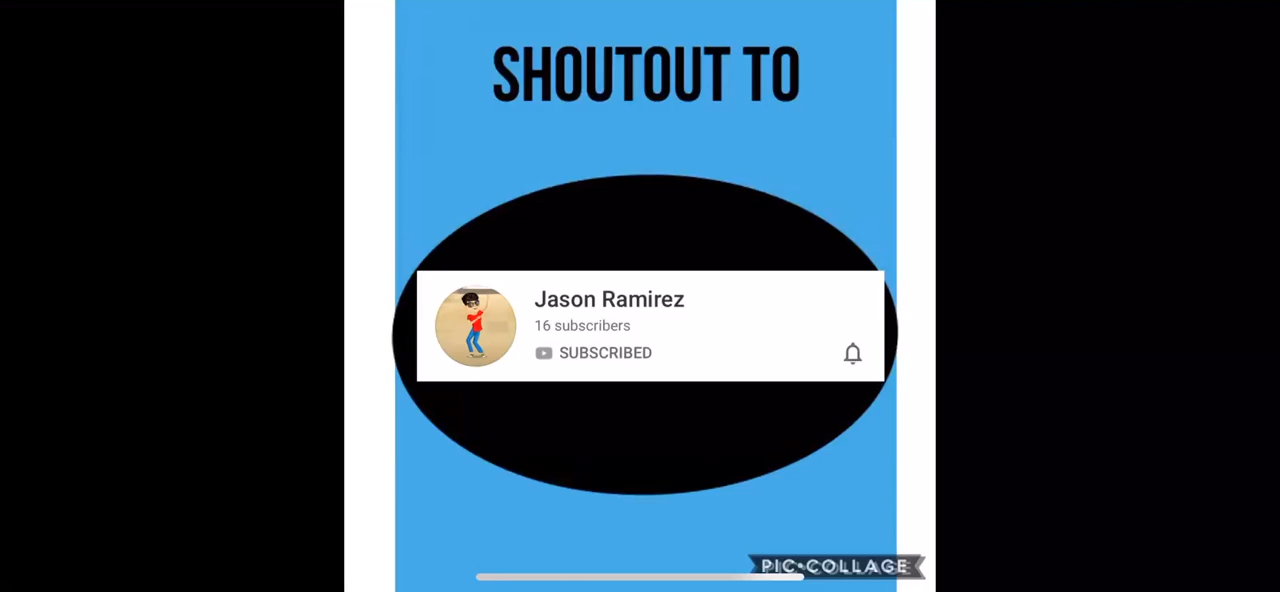 SHOUTOUT TO
Jason Ramirez
16 subscribers
SUBSCRIBED
PIC•COLLAGE